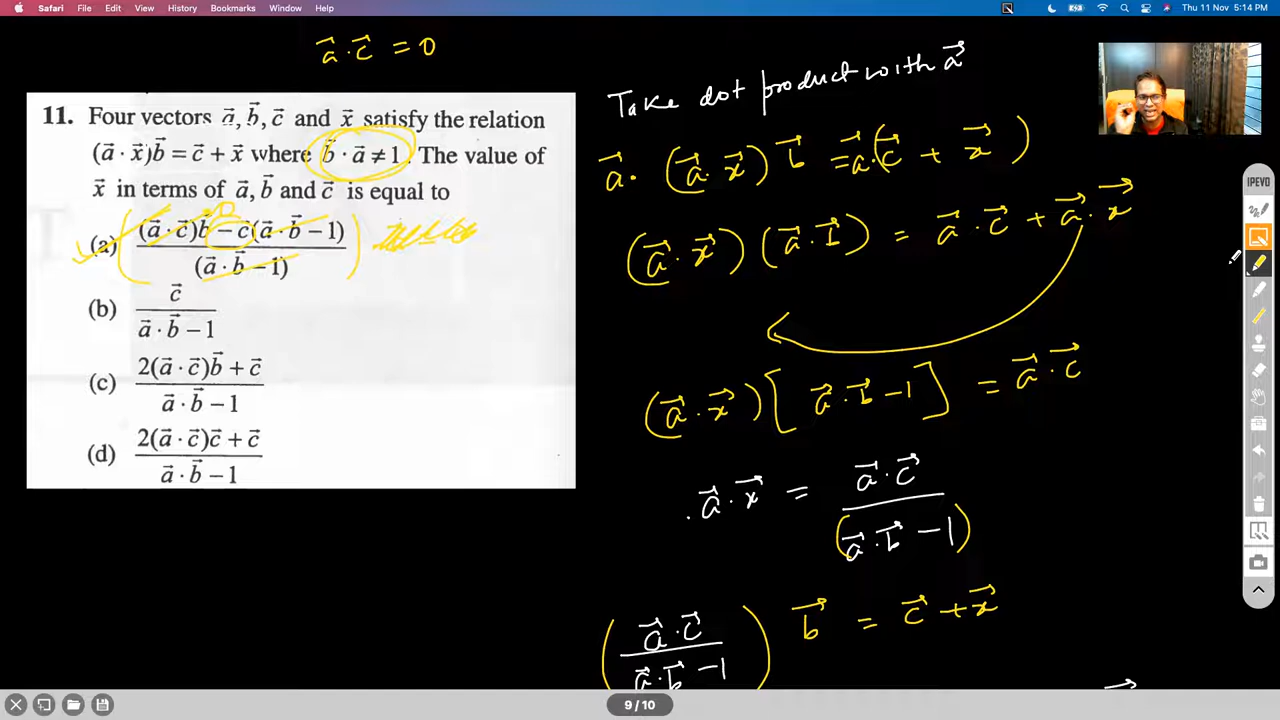 Safari File Edit View History Bookmarks Window Help Thu 11 Nov 5:14 PM
a⃗ · c⃗ = 0
11. Four vectors a⃗, b⃗, c⃗ and x⃗ satisfy the relation
(a⃗ · x⃗)b⃗ = c⃗ + x⃗ where b⃗ · a⃗ ≠ 1. The value of
x⃗ in terms of a⃗, b⃗ and c⃗ is equal to
(a) (a⃗ · c⃗)b⃗ − c⃗(a⃗ · b⃗ − 1)
(a⃗ · b⃗ − 1)
0
(b) c⃗
a⃗ · b⃗ − 1
(c) 2(a⃗ · c⃗)b⃗ + c⃗
a⃗ · b⃗ − 1
(d) 2(a⃗ · c⃗)c⃗ + c⃗
a⃗ · b⃗ − 1
Take dot product with a⃗
a⃗ · (a⃗ · x⃗) b⃗ = a⃗ · (c⃗ + x⃗)
(a⃗ · x⃗)(a⃗ · b⃗) = a⃗ · c⃗ + a⃗ · x⃗
(a⃗ · x⃗)[a⃗ · b⃗ − 1] = a⃗ · c⃗
a⃗ · x⃗ = a⃗ · c⃗
(a⃗ · b⃗ − 1)
(a⃗ · c⃗
a⃗ · b⃗ − 1) b⃗ = c⃗ + x⃗
IPEVO
9 / 10